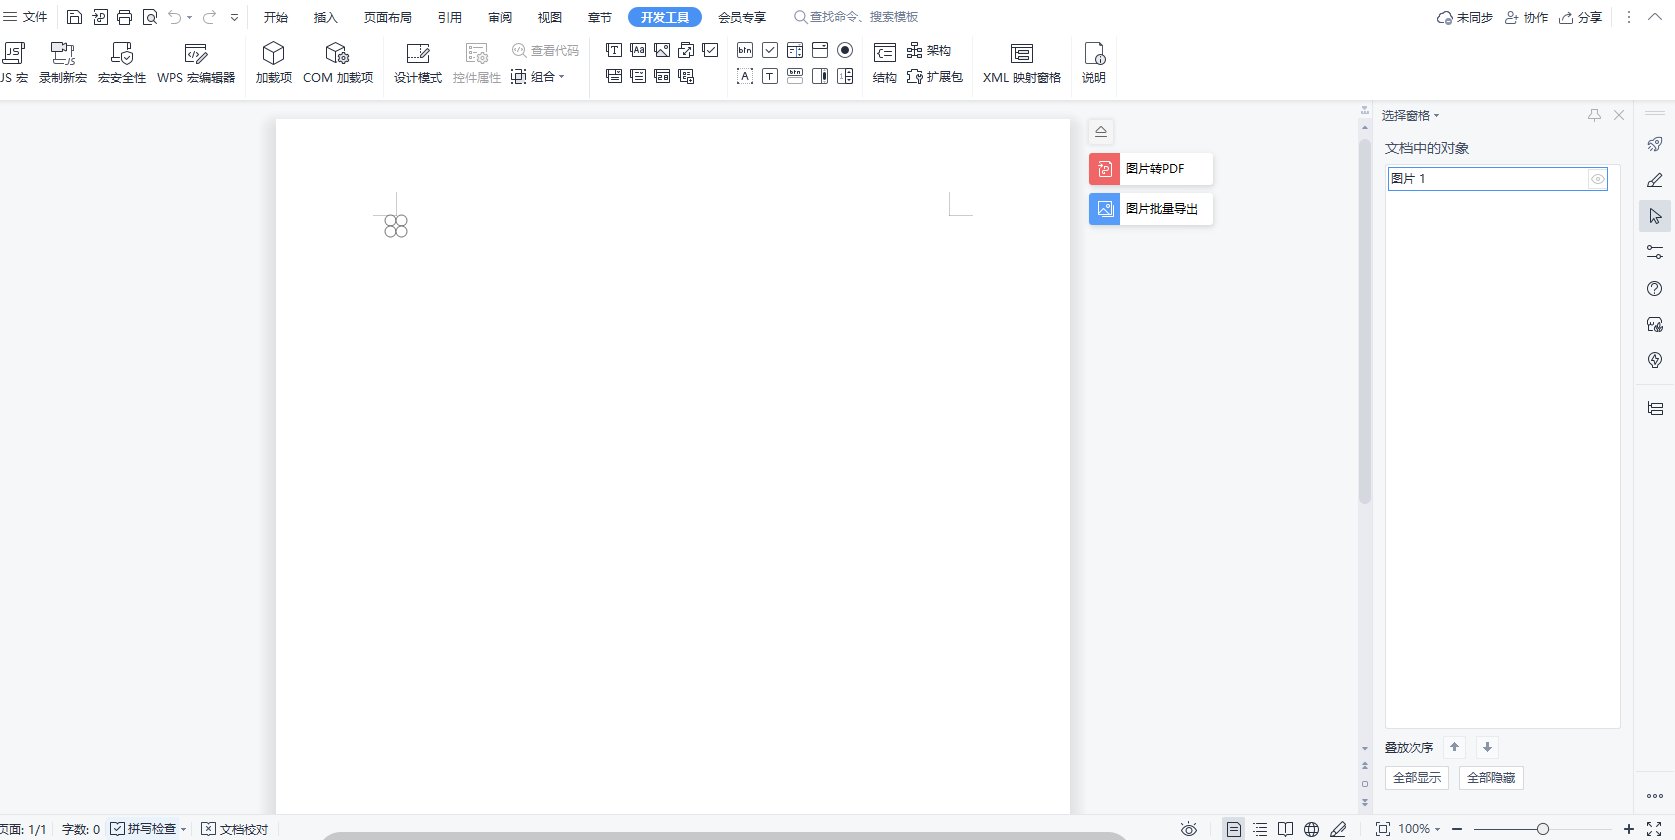 文件 开始 插入 页面布局 引用 审阅 视图 章节 开发工具 会员专享 查找命令、搜索模板 未同步 协作 分享
JS 宏 录制新宏 宏安全性 WPS 宏编辑器 加载项 COM 加载项 设计模式 控件属性 查看代码 组合 结构 架构 扩展包 XML 映射窗格 说明
选择窗格
文档中的对象
图片转PDF
图片 1
图片批量导出
叠放次序
全部显示 全部隐藏
页面: 1/1 字数: 0 拼写检查 文档校对 100%